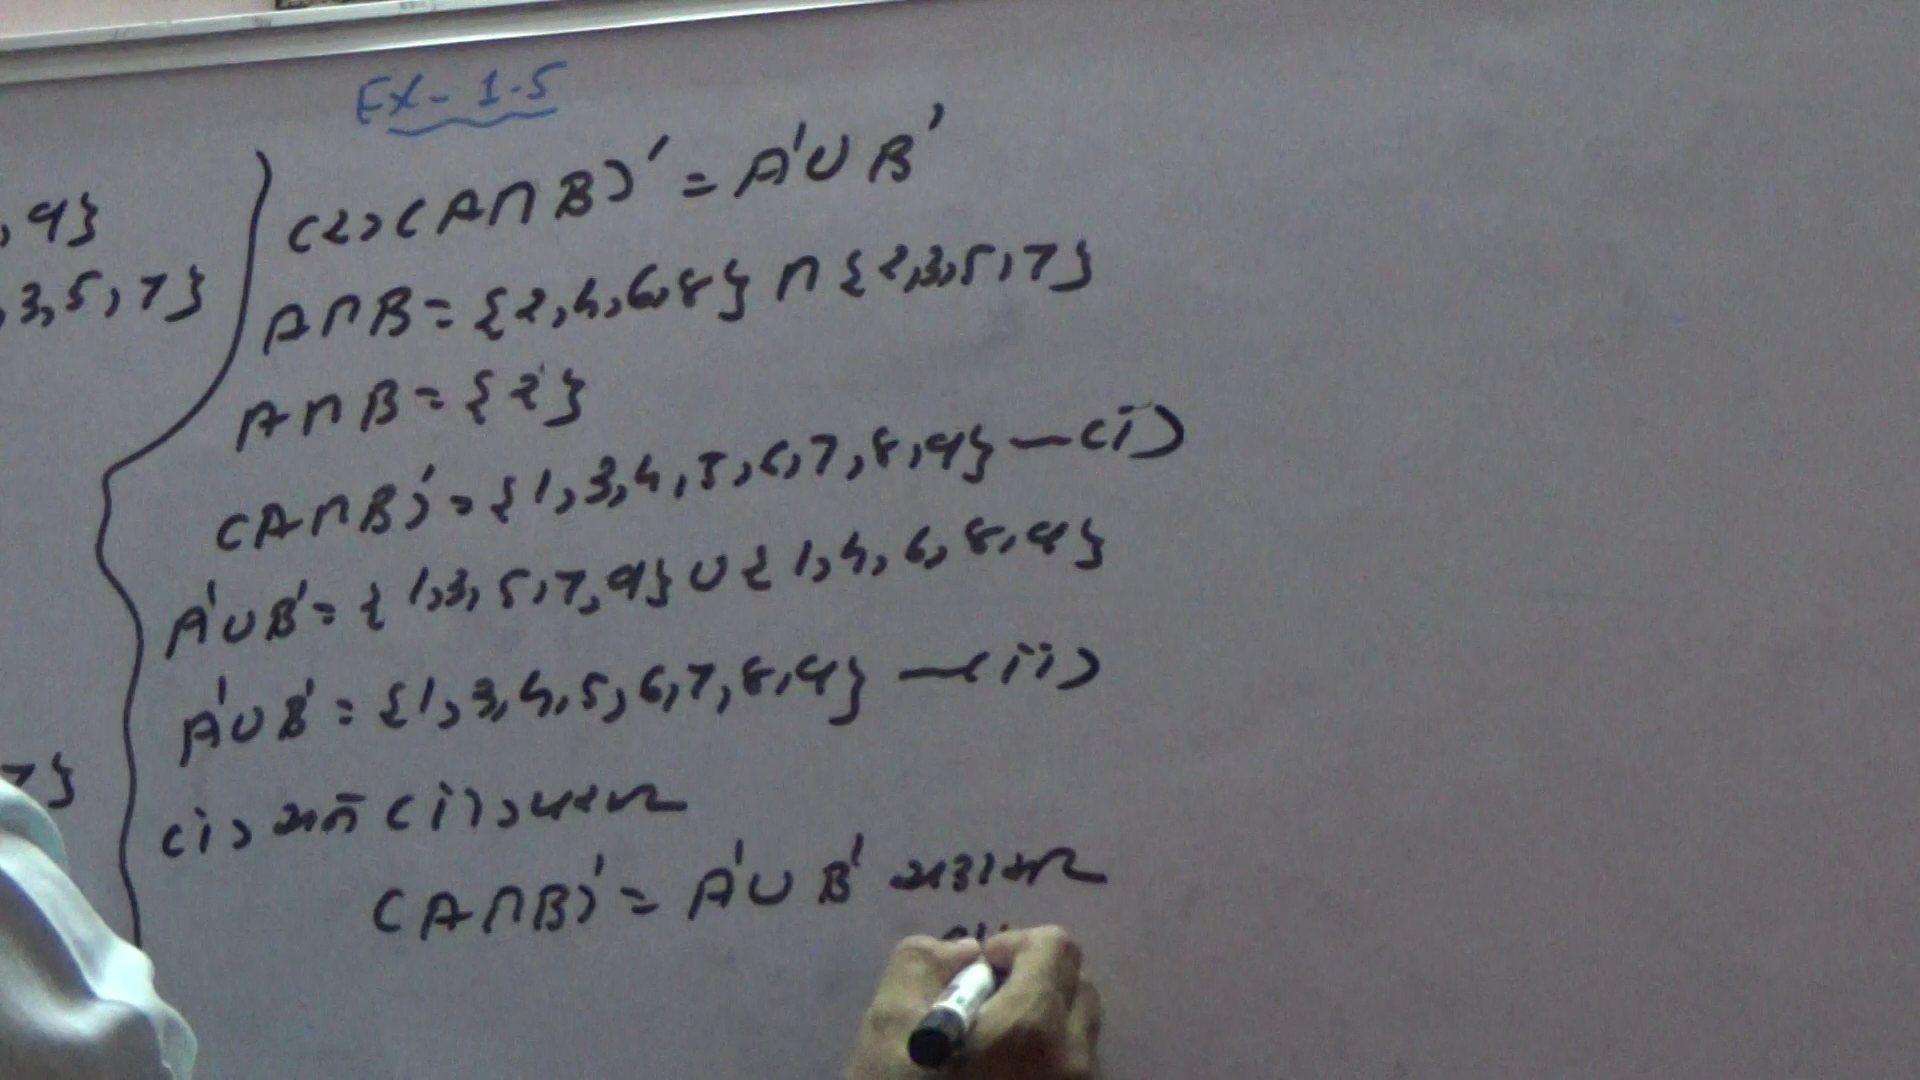 Ex- 1.5
, 9}
, 3, 5, 7}
7}
(2) (A∩B)' = A'∪B'
A∩B = {2,4,6,8} ∩ {2,3,5,7}
A∩B = {2}
(A∩B)' = {1,3,4,5,6,7,8,9} — (i)
A'∪B' = {1,3,5,7,9} ∪ {1,4,6,8,9}
A'∪B' = {1,3,4,5,6,7,8,9} — (ii)
(i) (ii)
(A∩B)' = A'∪B'